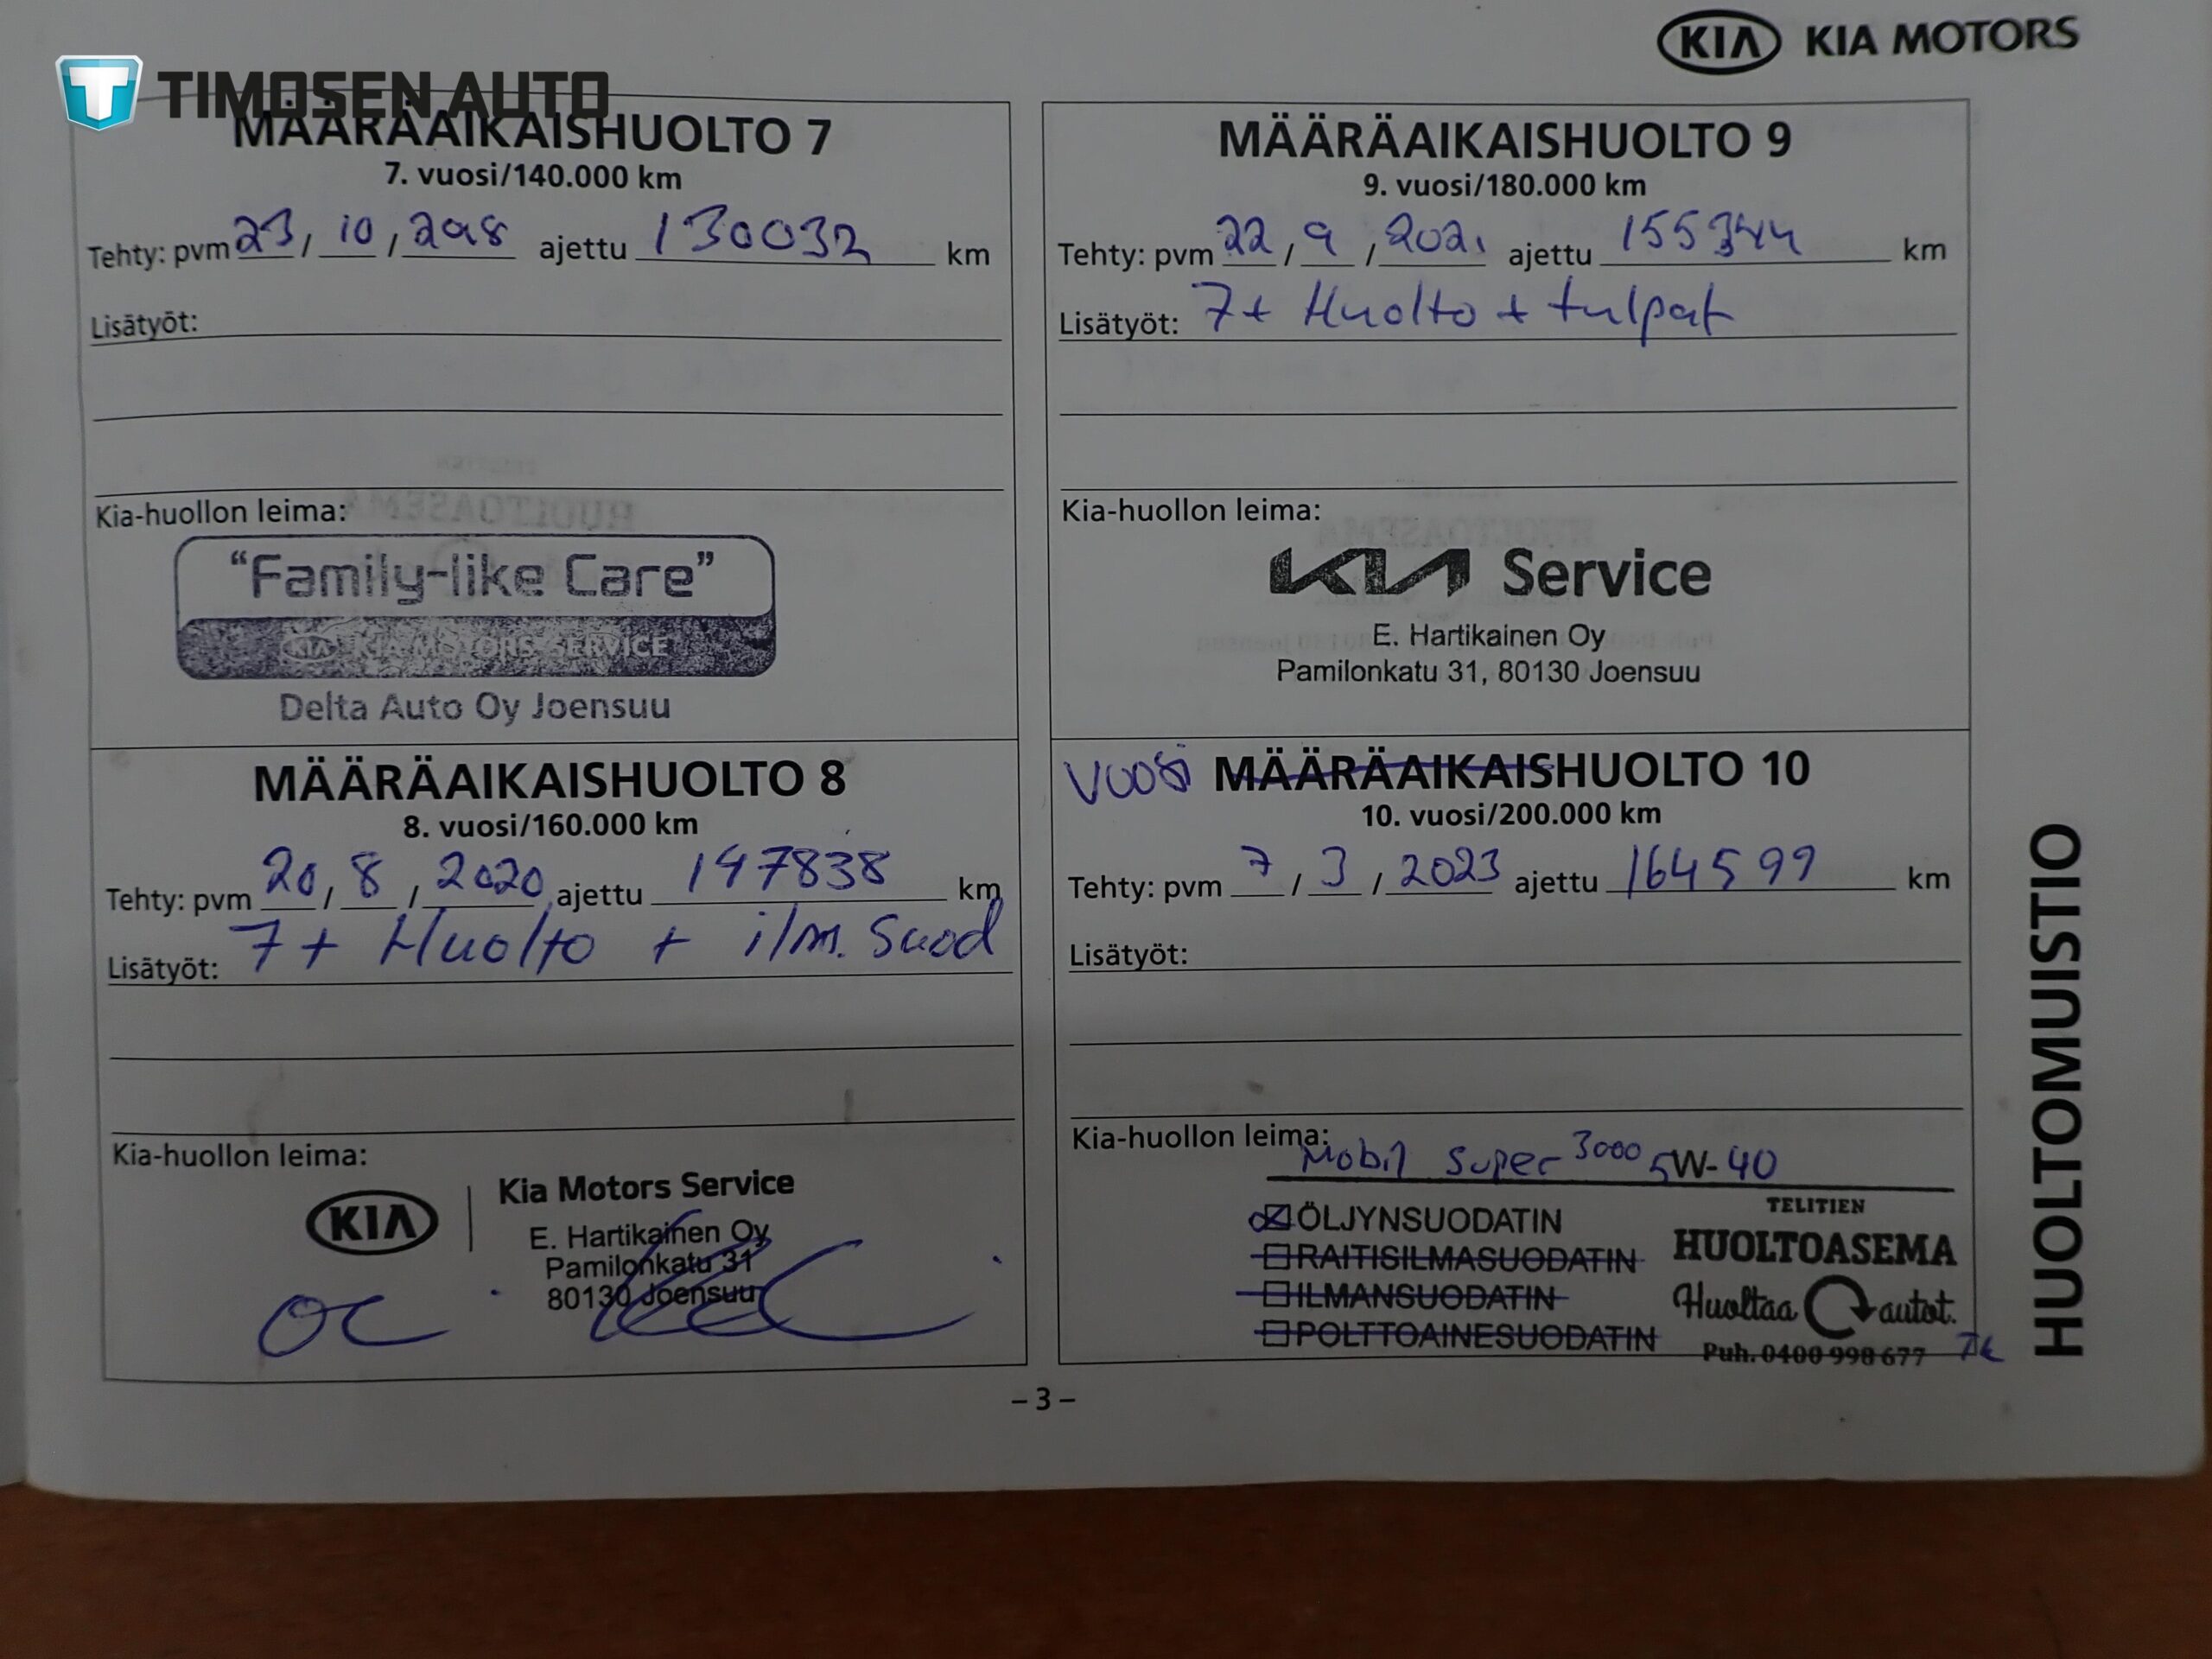 TIMOSEN AUTO
KIA KIA MOTORS
MÄÄRÄAIKAISHUOLTO 7
7. vuosi/140.000 km
Tehty: pvm 23 / 10 / 2018 ajettu 130032 km
Lisätyöt:
Kia-huollon leima:
"Family-like Care"
KIA KIA MOTORS SERVICE
Delta Auto Oy Joensuu
MÄÄRÄAIKAISHUOLTO 8
8. vuosi/160.000 km
Tehty: pvm 20 / 8 / 2020 ajettu 147838 km
Lisätyöt: 7+ Huolto + ilm. Suod
Kia-huollon leima:
KIA Kia Motors Service
E. Hartikainen Oy
Pamilonkatu 31
80130 Joensuu
MÄÄRÄAIKAISHUOLTO 9
9. vuosi/180.000 km
Tehty: pvm 22 / 9 / 2021 ajettu 155344 km
Lisätyöt: 7+ Huolto + tulpat
Kia-huollon leima:
KIA Service
E. Hartikainen Oy
Pamilonkatu 31, 80130 Joensuu
VUOSI MÄÄRÄAIKAISHUOLTO 10
10. vuosi/200.000 km
Tehty: pvm 7 / 3 / 2023 ajettu 164599 km
Lisätyöt:
Kia-huollon leima:
Mobil Super 3000 5W-40
ÖLJYNSUODATIN
RAITISILMASUODATIN
ILMANSUODATIN
POLTTOAINESUODATIN
TELITIEN
HUOLTOASEMA
Huoltaa autot.
Puh. 0400 998 677
– 3 –
HUOLTOMUISTIO